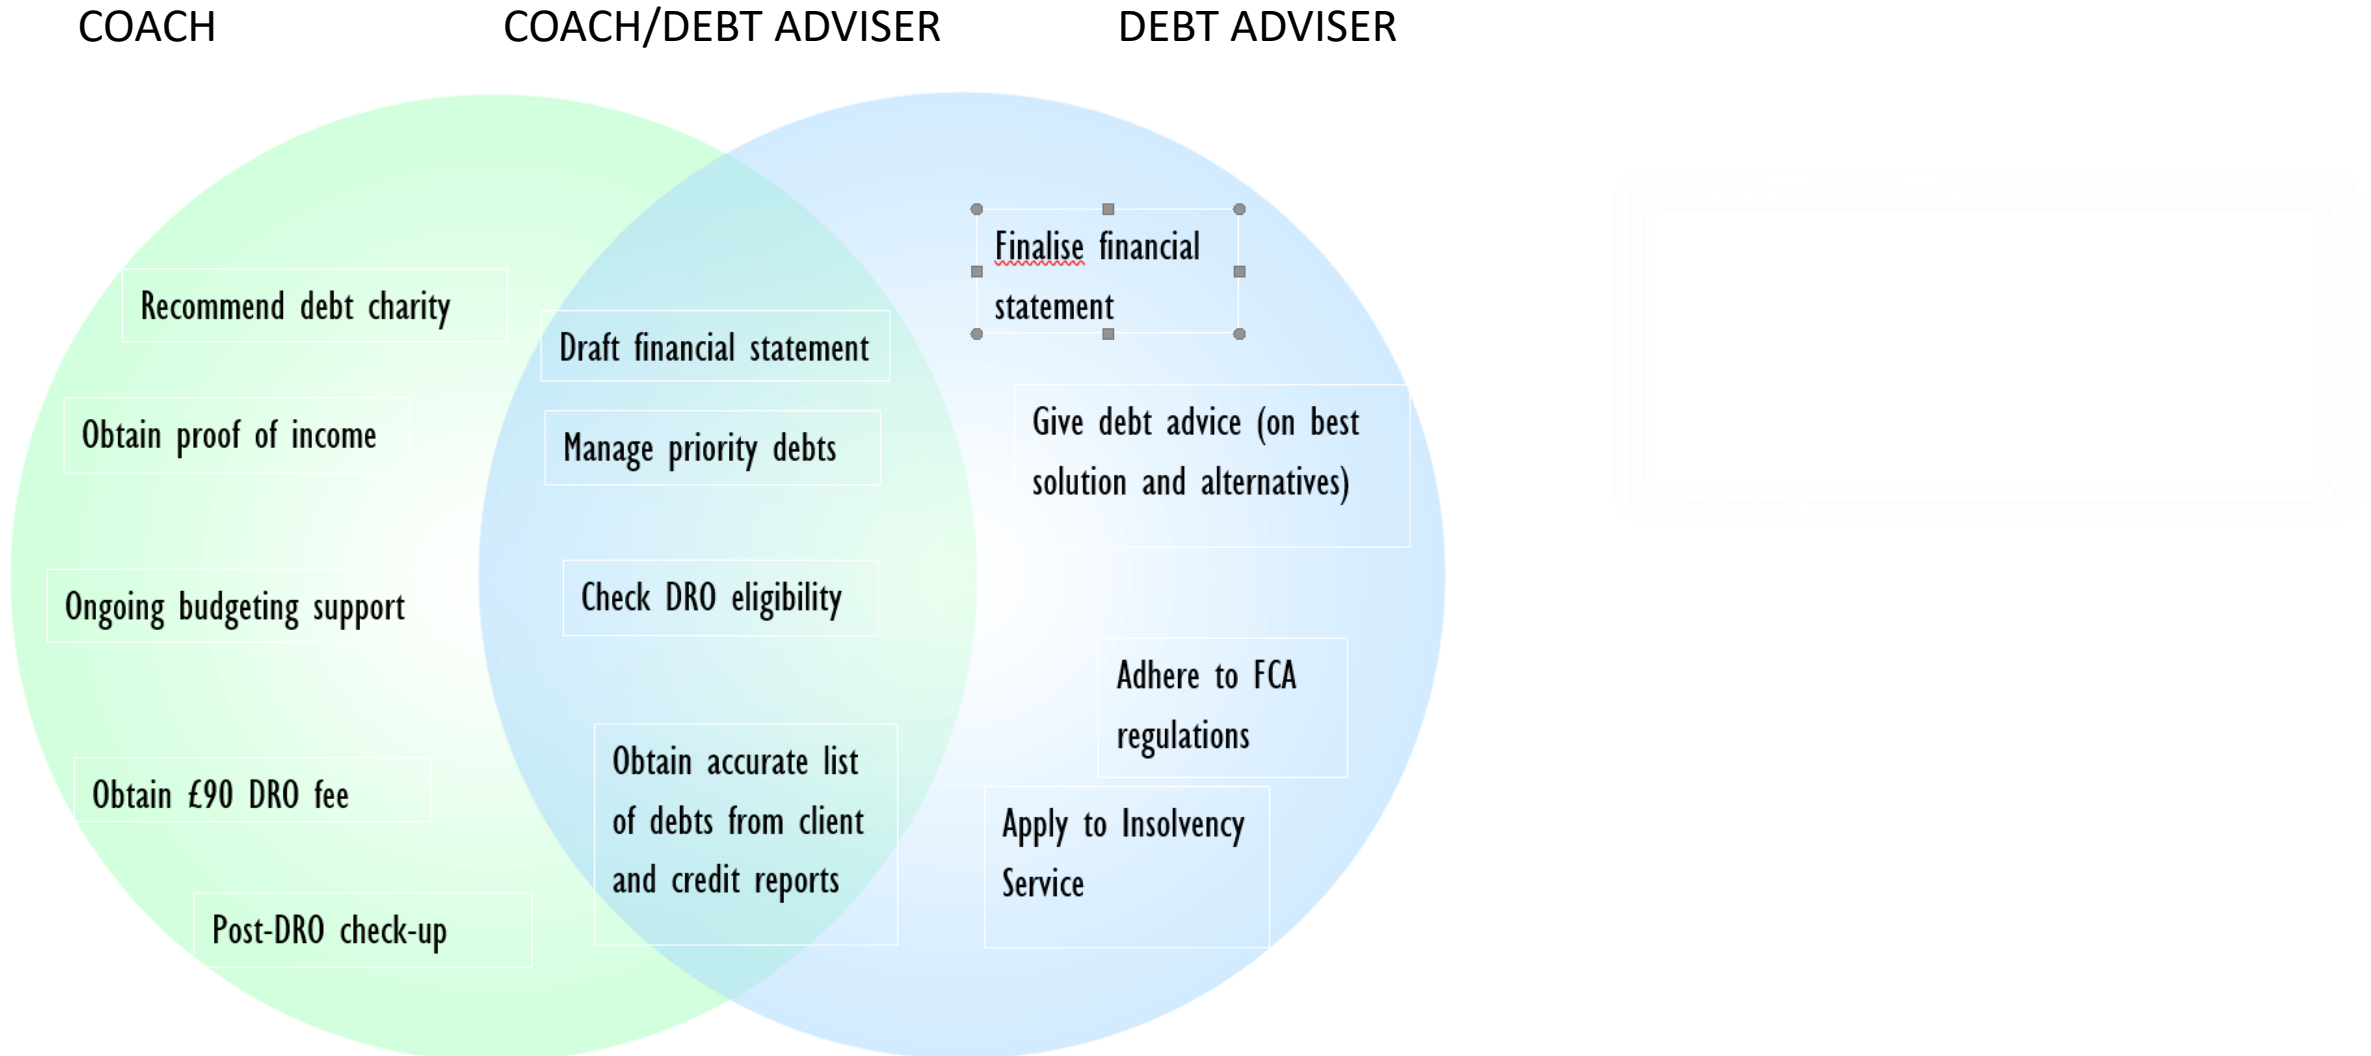 COACH
COACH/DEBT ADVISER
DEBT ADVISER
Recommend debt charity
Obtain proof of income
Ongoing budgeting support
Obtain £90 DRO fee
Post-DRO check-up
Draft financial statement
Manage priority debts
Check DRO eligibility
Obtain accurate list
of debts from client
and credit reports
Finalise financial
statement
Give debt advice (on best
solution and alternatives)
Adhere to FCA
regulations
Apply to Insolvency
Service